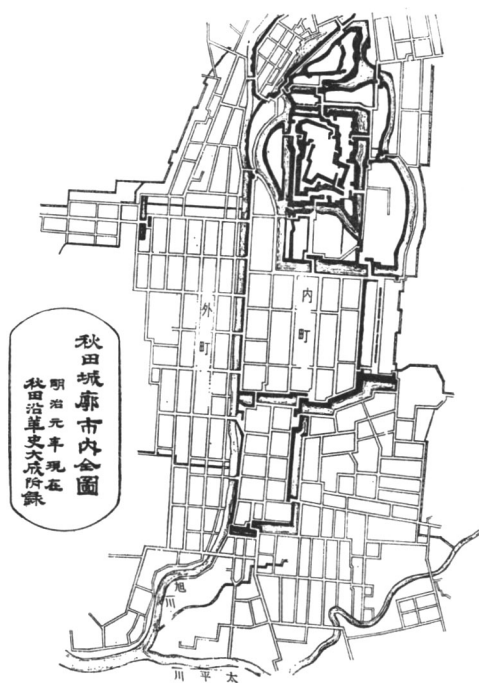 秋田城廓市内全圖
明治元年現在
秋田沿革史大成所録
内町
外町
旭川
太平川